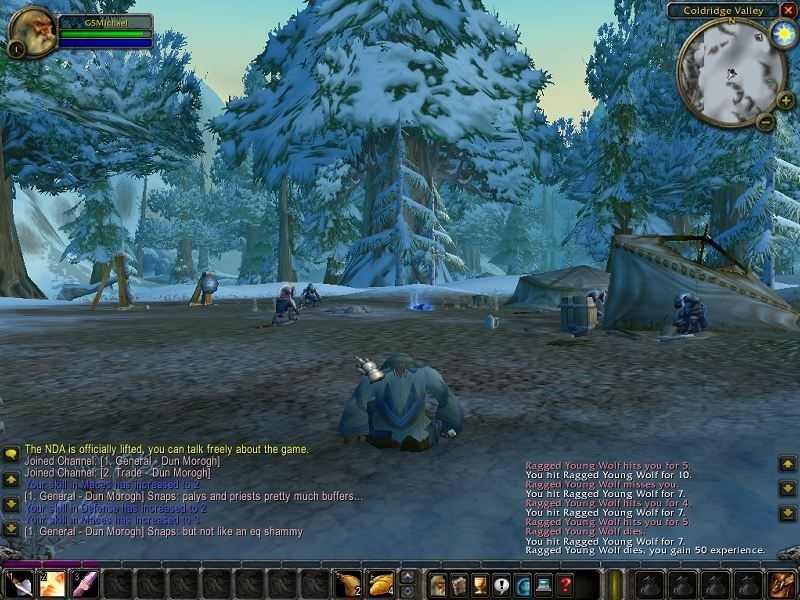 G5Michael
1
Coldridge Valley
N
The NDA is officially lifted, you can talk freely about the game.
Joined Channel: [1. General - Dun Morogh]
Joined Channel: [2. Trade - Dun Morogh]
Your skill in Maces has increased to 2
[1. General - Dun Morogh] Snaps: palys and priests pretty much buffers...
Your skill in Defense has increased to 2
Your skill in Maces has increased to 3
[1. General - Dun Morogh] Snaps: but not like an eq shammy
Ragged Young Wolf hits you for 5.
You hit Ragged Young Wolf for 10.
Ragged Young Wolf misses you.
You hit Ragged Young Wolf for 7.
Ragged Young Wolf hits you for 4.
You hit Ragged Young Wolf for 7.
Ragged Young Wolf hits you for 5.
Ragged Young Wolf dies.
You hit Ragged Young Wolf for 7.
Ragged Young Wolf dies, you gain 50 experience.
1 2 3 2 4